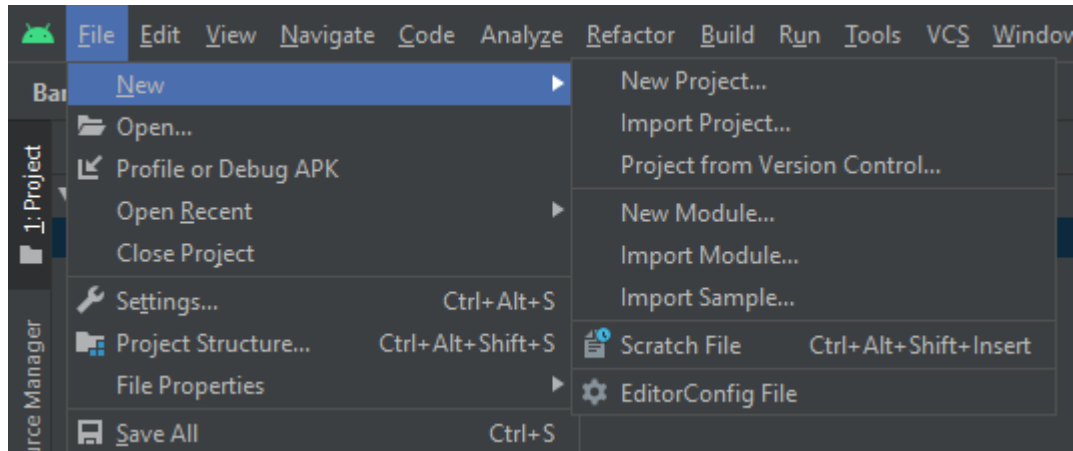 File Edit View Navigate Code Analyze Refactor Build Run Tools VCS Window
New
Open...
Profile or Debug APK
Open Recent
Close Project
Settings... Ctrl+Alt+S
Project Structure... Ctrl+Alt+Shift+S
File Properties
Save All Ctrl+S
New Project...
Import Project...
Project from Version Control...
New Module...
Import Module...
Import Sample...
Scratch File Ctrl+Alt+Shift+Insert
EditorConfig File
1: Project
Manager